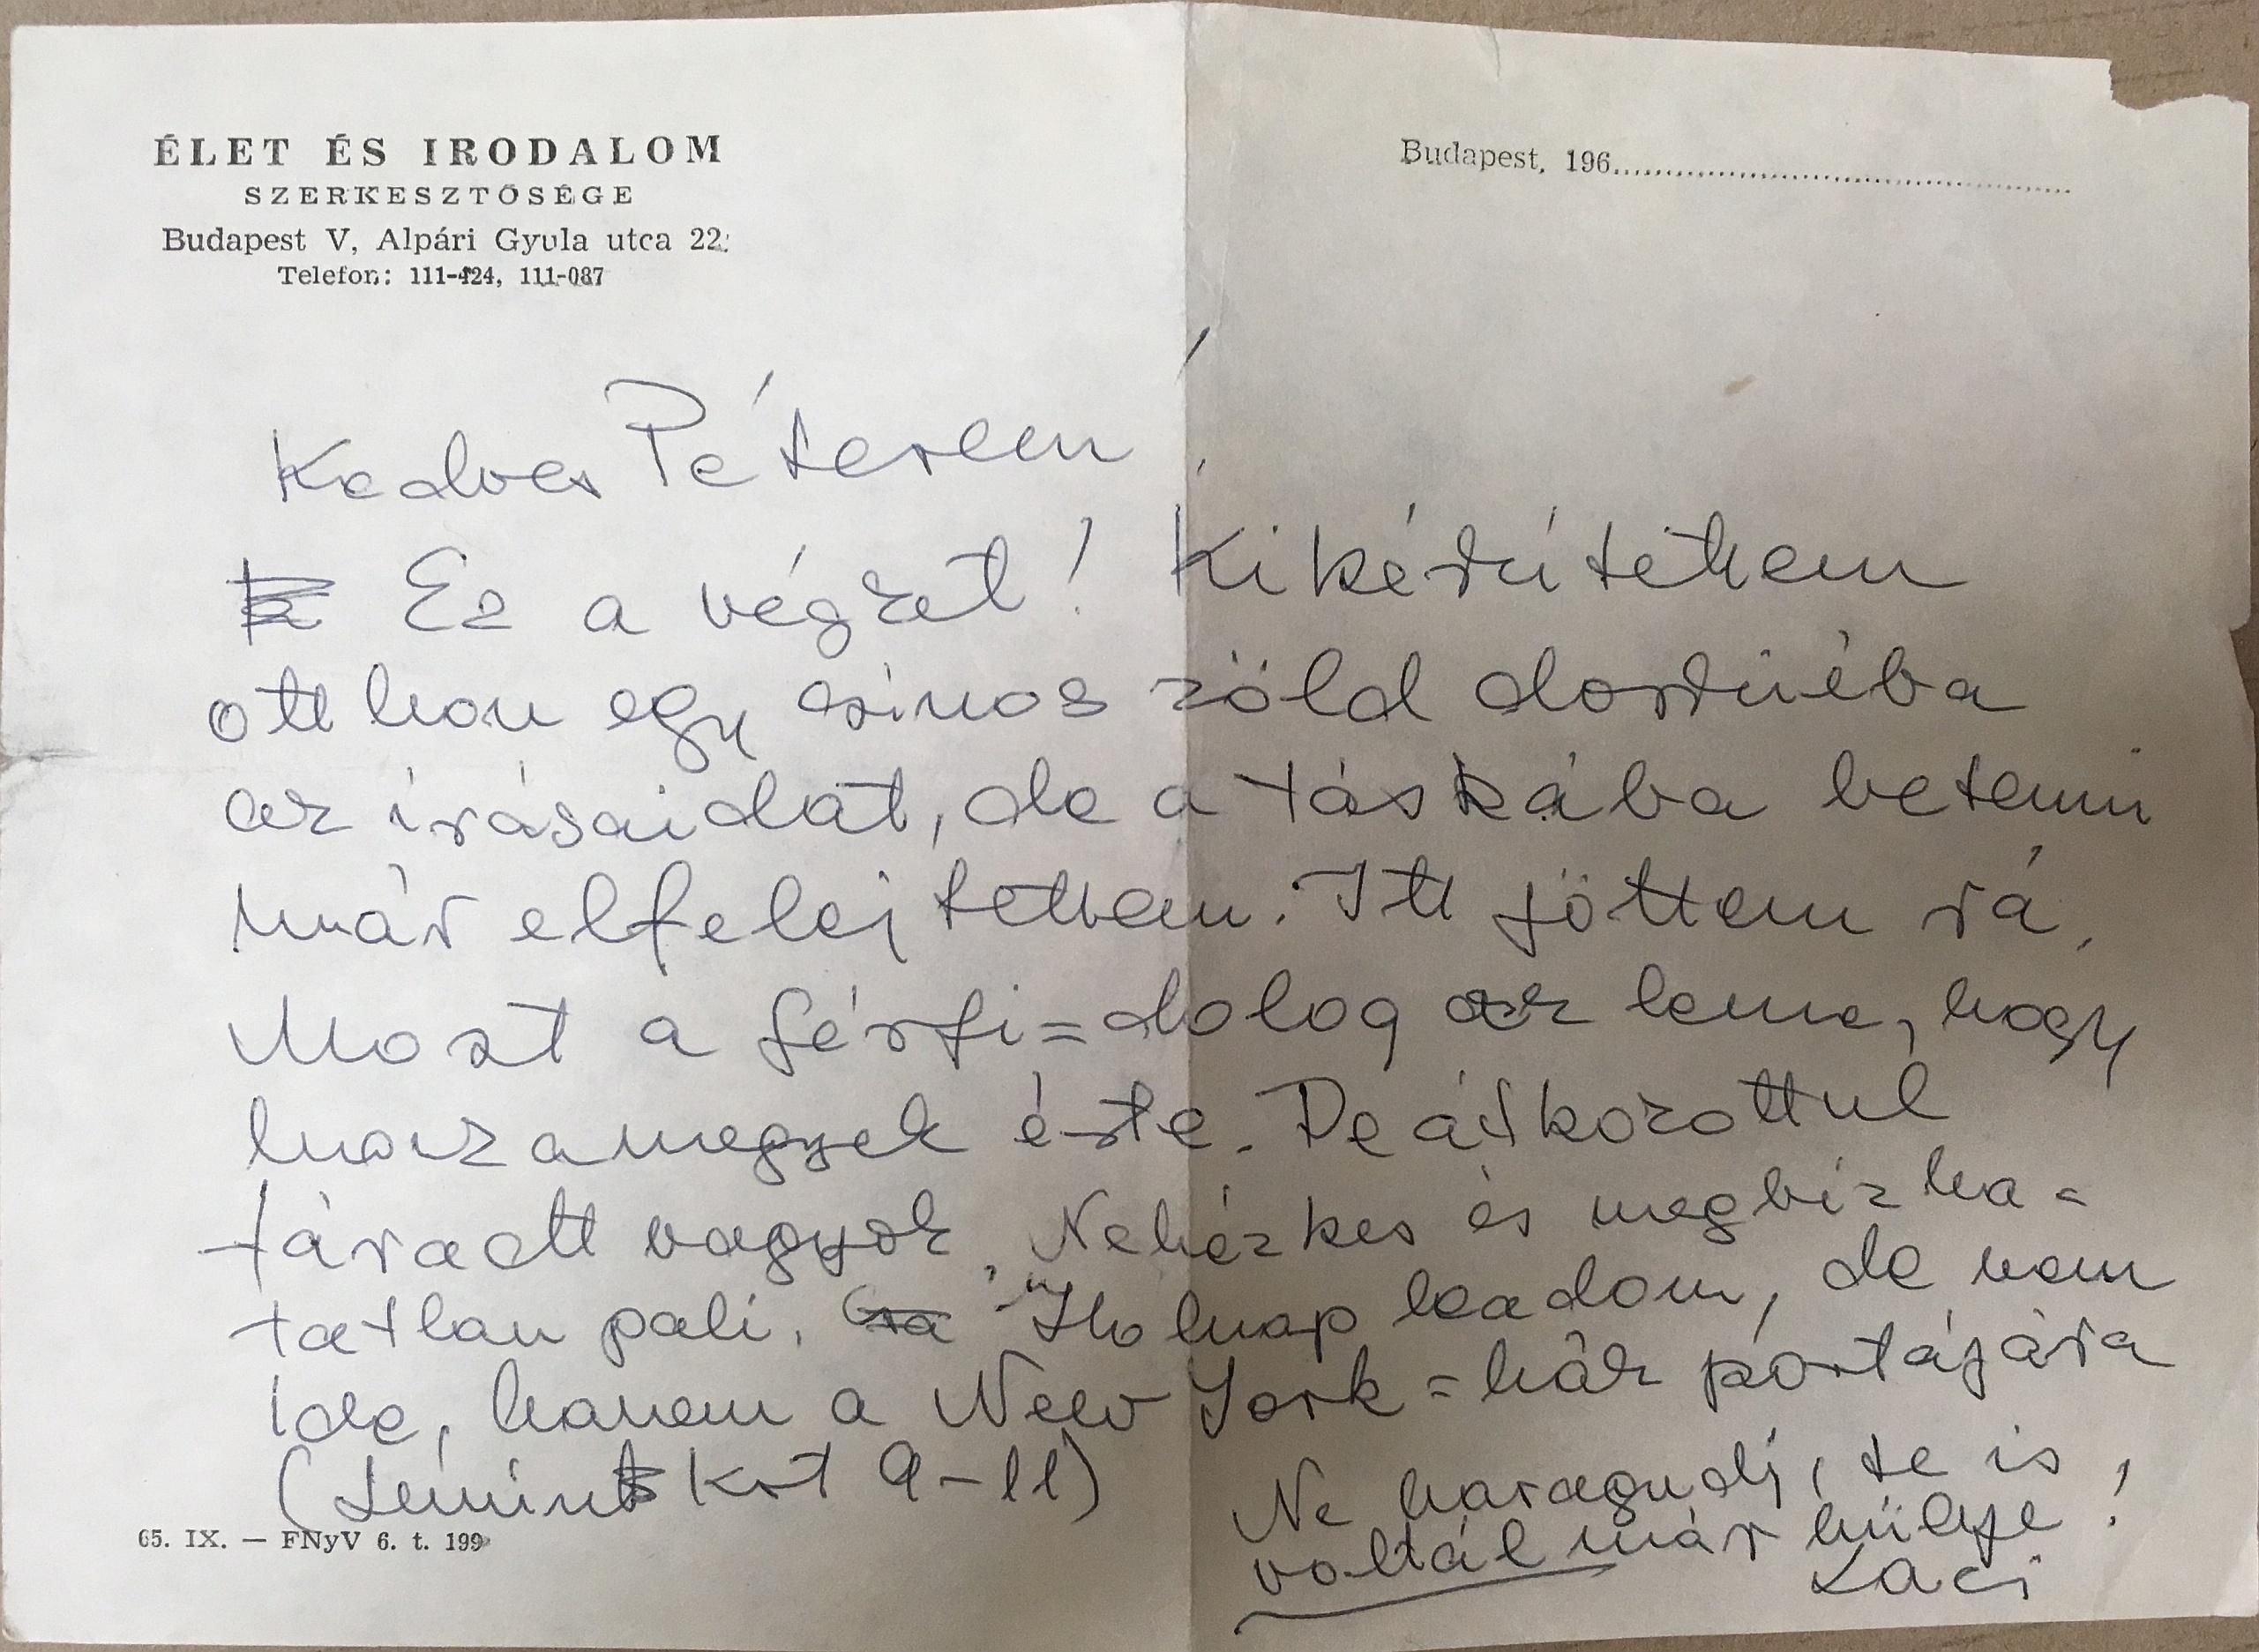 ÉLET ÉS IRODALOM
SZERKESZTŐSÉGE
Budapest V, Alpári Gyula utca 22.
Telefon: 111-424, 111-087
Budapest, 196
Kedves Péterem!
Ez a végzet! Kikészítettem
otthon egy csinos zöld dossziéba
az írásaidat, de a táskába betenni
már elfelejtettem. Itt jöttem rá.
Most a férfi=dolog az lenne, hogy
hazamegyek érte. De átkozottul
fáradt vagyok. Nehézkes és megbízha=
tatlan pali. Holnap leadom, de nem
ide, hanem a New York=ház portájára
(Lenin krt 9-11)
Ne haragudj, te is
voltál már hülye!
Laci
65. IX. — FNyV 6. t. 199